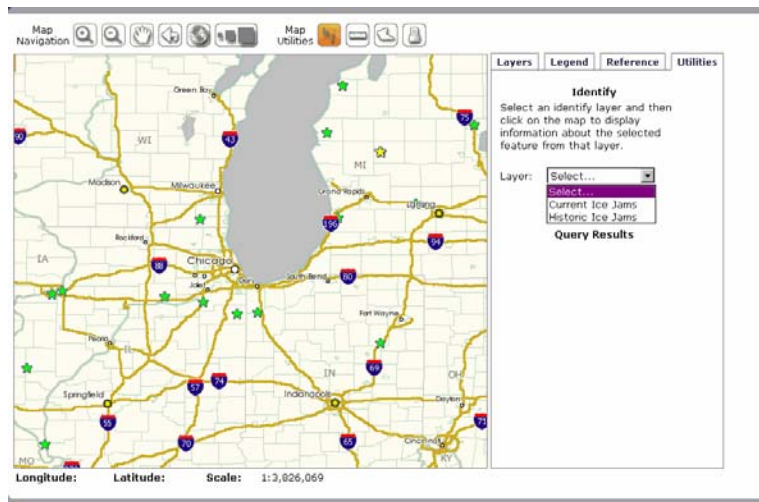 Map Navigation
Map Utilities
Layers Legend Reference Utilities
Identify
Select an identify layer and then
click on the map to display
information about the selected
feature from that layer.
Layer: Select...
Select...
Current Ice Jams
Historic Ice Jams
Query Results
Green Bay
WI
43
75
90
MI
Madison
Milwaukee
Grand Rapids
Lansing
196
Rockford
94
IA
88
Chicago
Joliet
Gary
South Bend
80
Fort Wayne
Peoria
IL
IN
69
OH
Springfield
57
74
Indianapolis
Dayton
55
70
65
71
Cincinnati
MO
KY
Longitude: Latitude: Scale: 1:3,826,069